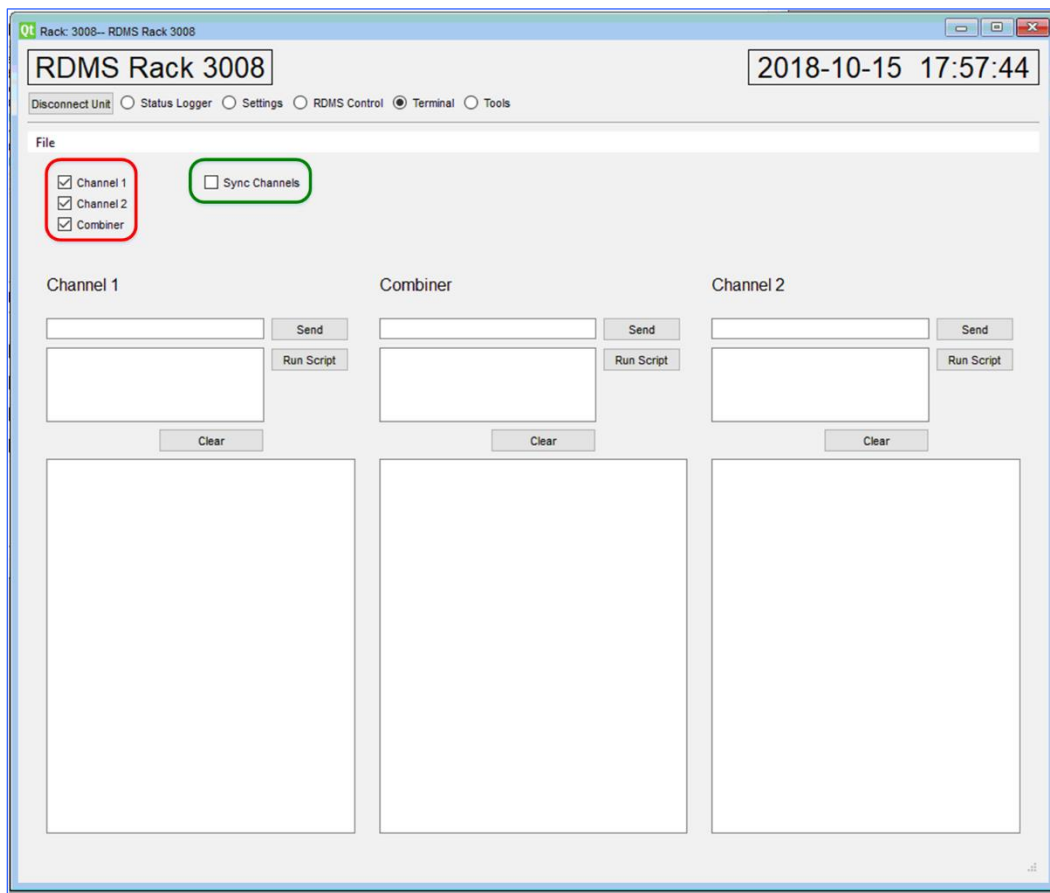 Qt Rack: 3008-- RDMS Rack 3008
RDMS Rack 3008
2018-10-15 17:57:44
Disconnect Unit Status Logger Settings RDMS Control Terminal Tools
File
Channel 1 Sync Channels
Channel 2
Combiner
Channel 1 Combiner Channel 2
Send Send Send
Run Script Run Script Run Script
Clear Clear Clear